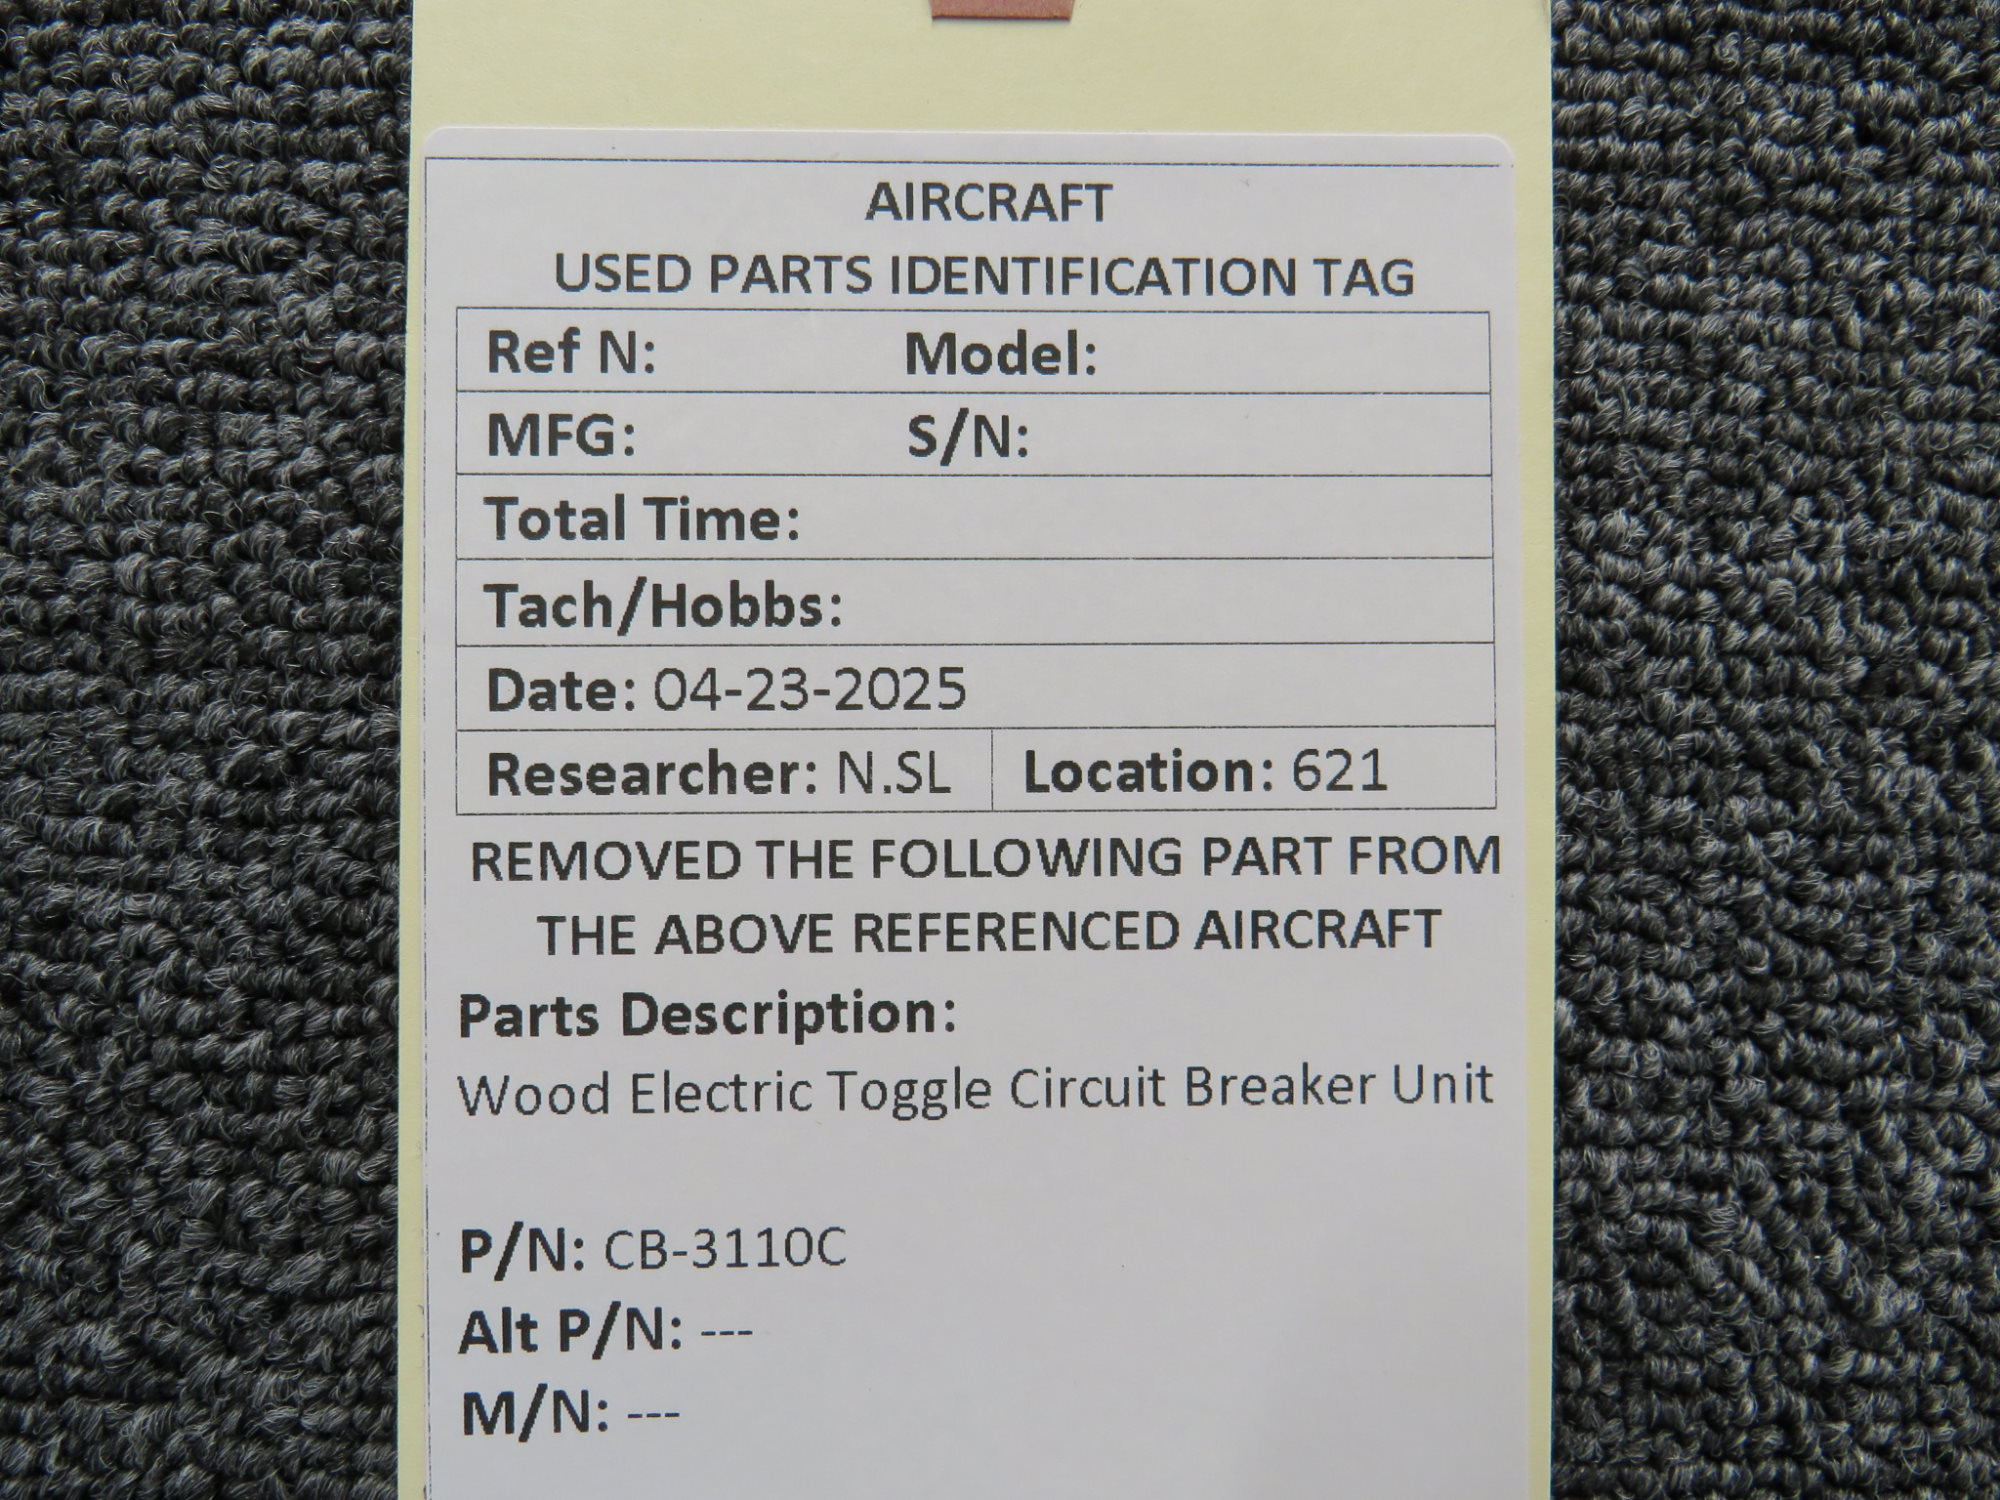 AIRCRAFT
USED PARTS IDENTIFICATION TAG
Ref N: Model:
MFG: S/N:
Total Time:
Tach/Hobbs:
Date: 04-23-2025
Researcher: N.SL Location: 621
REMOVED THE FOLLOWING PART FROM
THE ABOVE REFERENCED AIRCRAFT
Parts Description:
Wood Electric Toggle Circuit Breaker Unit
P/N: CB-3110C
Alt P/N: ---
M/N: ---